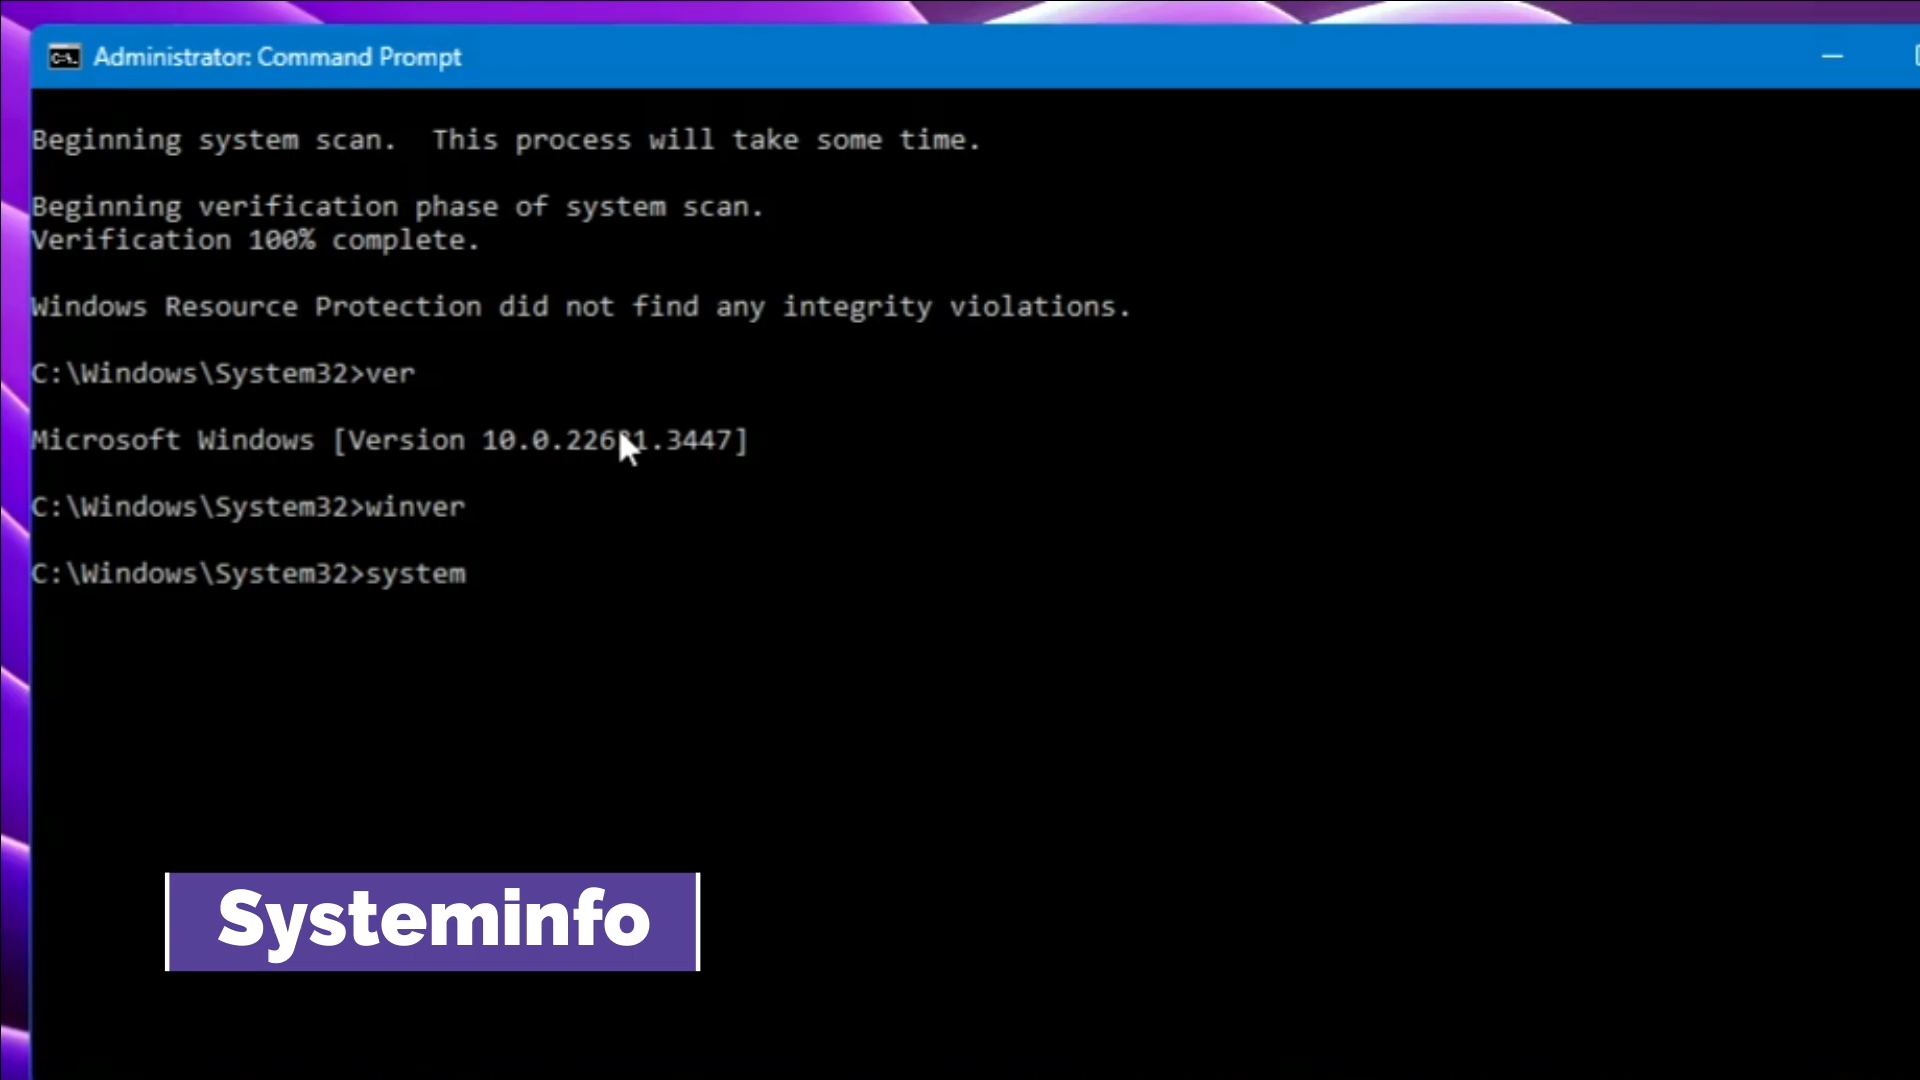 Administrator: Command Prompt
Beginning system scan.  This process will take some time.
Beginning verification phase of system scan.
Verification 100% complete.
Windows Resource Protection did not find any integrity violations.
C:\Windows\System32>ver
Microsoft Windows [Version
C:\Windows\System32>winver
C:\Windows\System32>system
Systeminfo